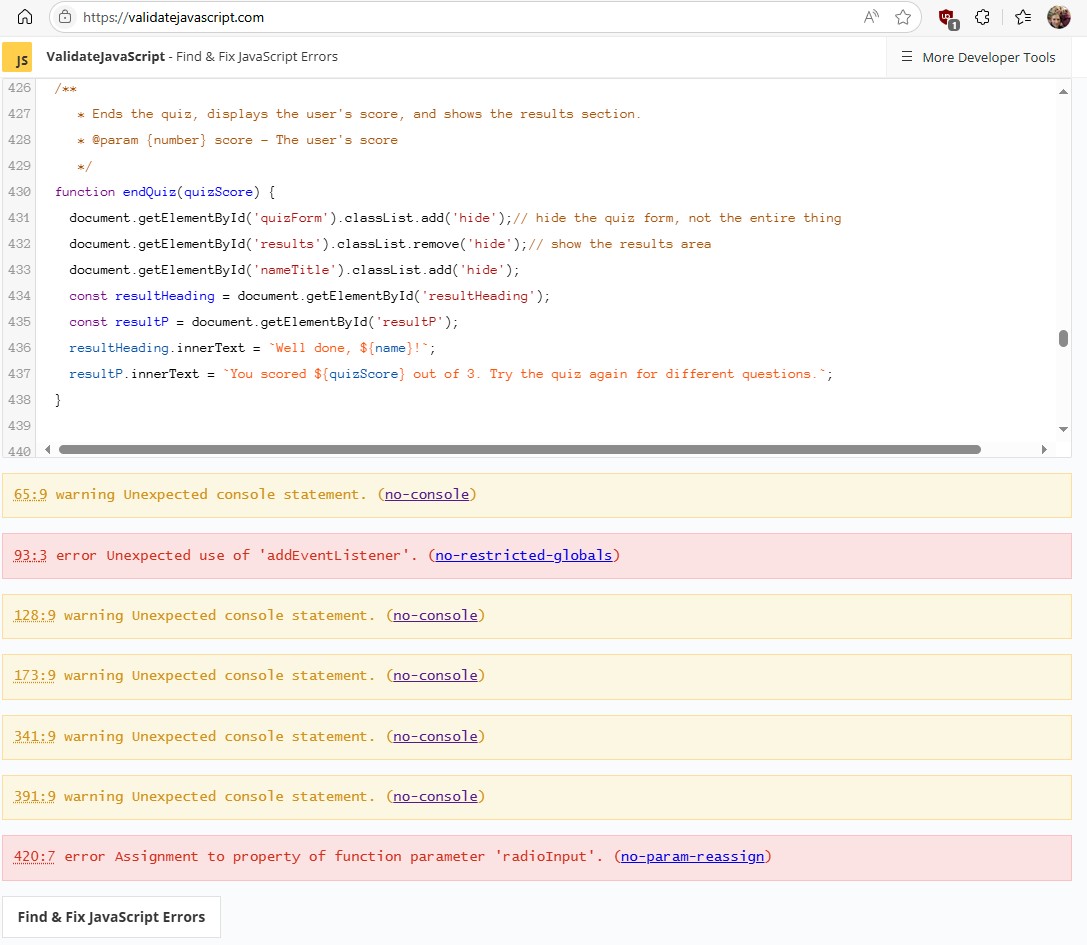 https://validatejavascript.com
A
1
JS ValidateJavaScript - Find & Fix JavaScript Errors
☰ More Developer Tools
426 /**
427 * Ends the quiz, displays the user's score, and shows the results section.
428 * @param {number} score - The user's score
429 */
430 function endQuiz(quizScore) {
431 document.getElementById('quizForm').classList.add('hide');// hide the quiz form, not the entire thing
432 document.getElementById('results').classList.remove('hide');// show the results area
433 document.getElementById('nameTitle').classList.add('hide');
434 const resultHeading = document.getElementById('resultHeading');
435 const resultP = document.getElementById('resultP');
436 resultHeading.innerText = `Well done, ${name}!`;
437 resultP.innerText = `You scored ${quizScore} out of 3. Try the quiz again for different questions.`;
438 }
439
440
65:9 warning Unexpected console statement. (no-console)
93:3 error Unexpected use of 'addEventListener'. (no-restricted-globals)
128:9 warning Unexpected console statement. (no-console)
173:9 warning Unexpected console statement. (no-console)
341:9 warning Unexpected console statement. (no-console)
391:9 warning Unexpected console statement. (no-console)
420:7 error Assignment to property of function parameter 'radioInput'. (no-param-reassign)
Find & Fix JavaScript Errors